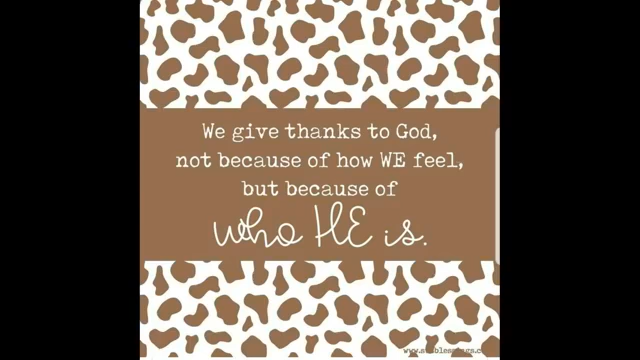 We give thanks to God,
not because of how WE feel,
but because of
who HE is.